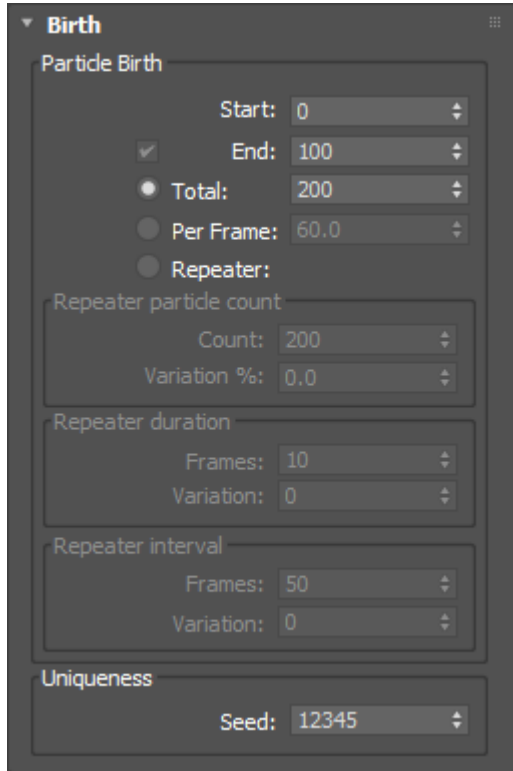 Birth
Particle Birth
Start: 0
End: 100
Total: 200
Per Frame: 60.0
Repeater:
Repeater particle count
Count: 200
Variation %: 0.0
Repeater duration
Frames: 10
Variation: 0
Repeater interval
Frames: 50
Variation: 0
Uniqueness
Seed: 12345